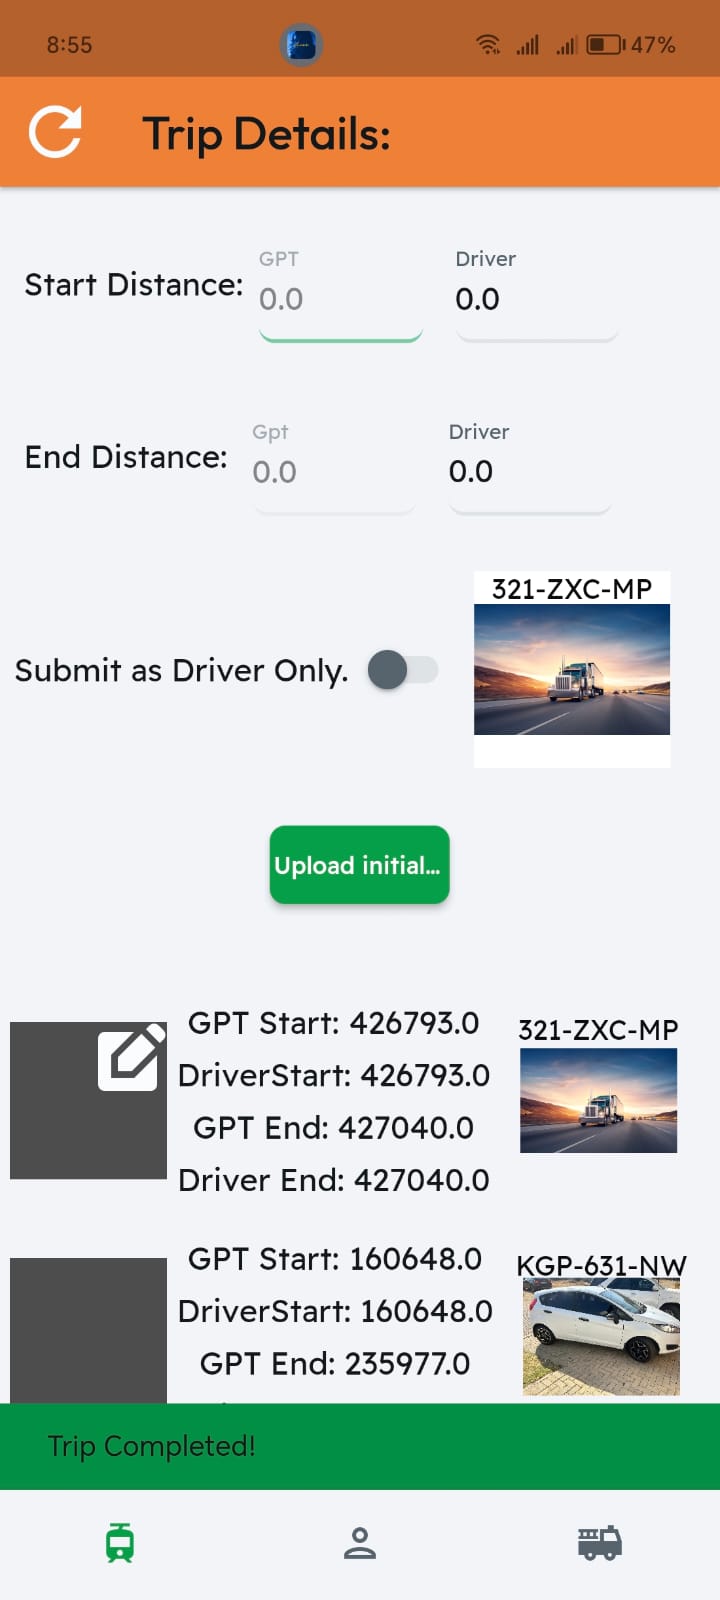 8:55
47%
Trip Details:
GPT
Driver
Start Distance:
0.0
0.0
Gpt
Driver
End Distance:
0.0
0.0
321-ZXC-MP
Submit as Driver Only.
Upload initial...
GPT Start: 426793.0
321-ZXC-MP
DriverStart: 426793.0
GPT End: 427040.0
Driver End: 427040.0
GPT Start: 160648.0
KGP-631-NW
DriverStart: 160648.0
GPT End: 235977.0
Trip Completed!